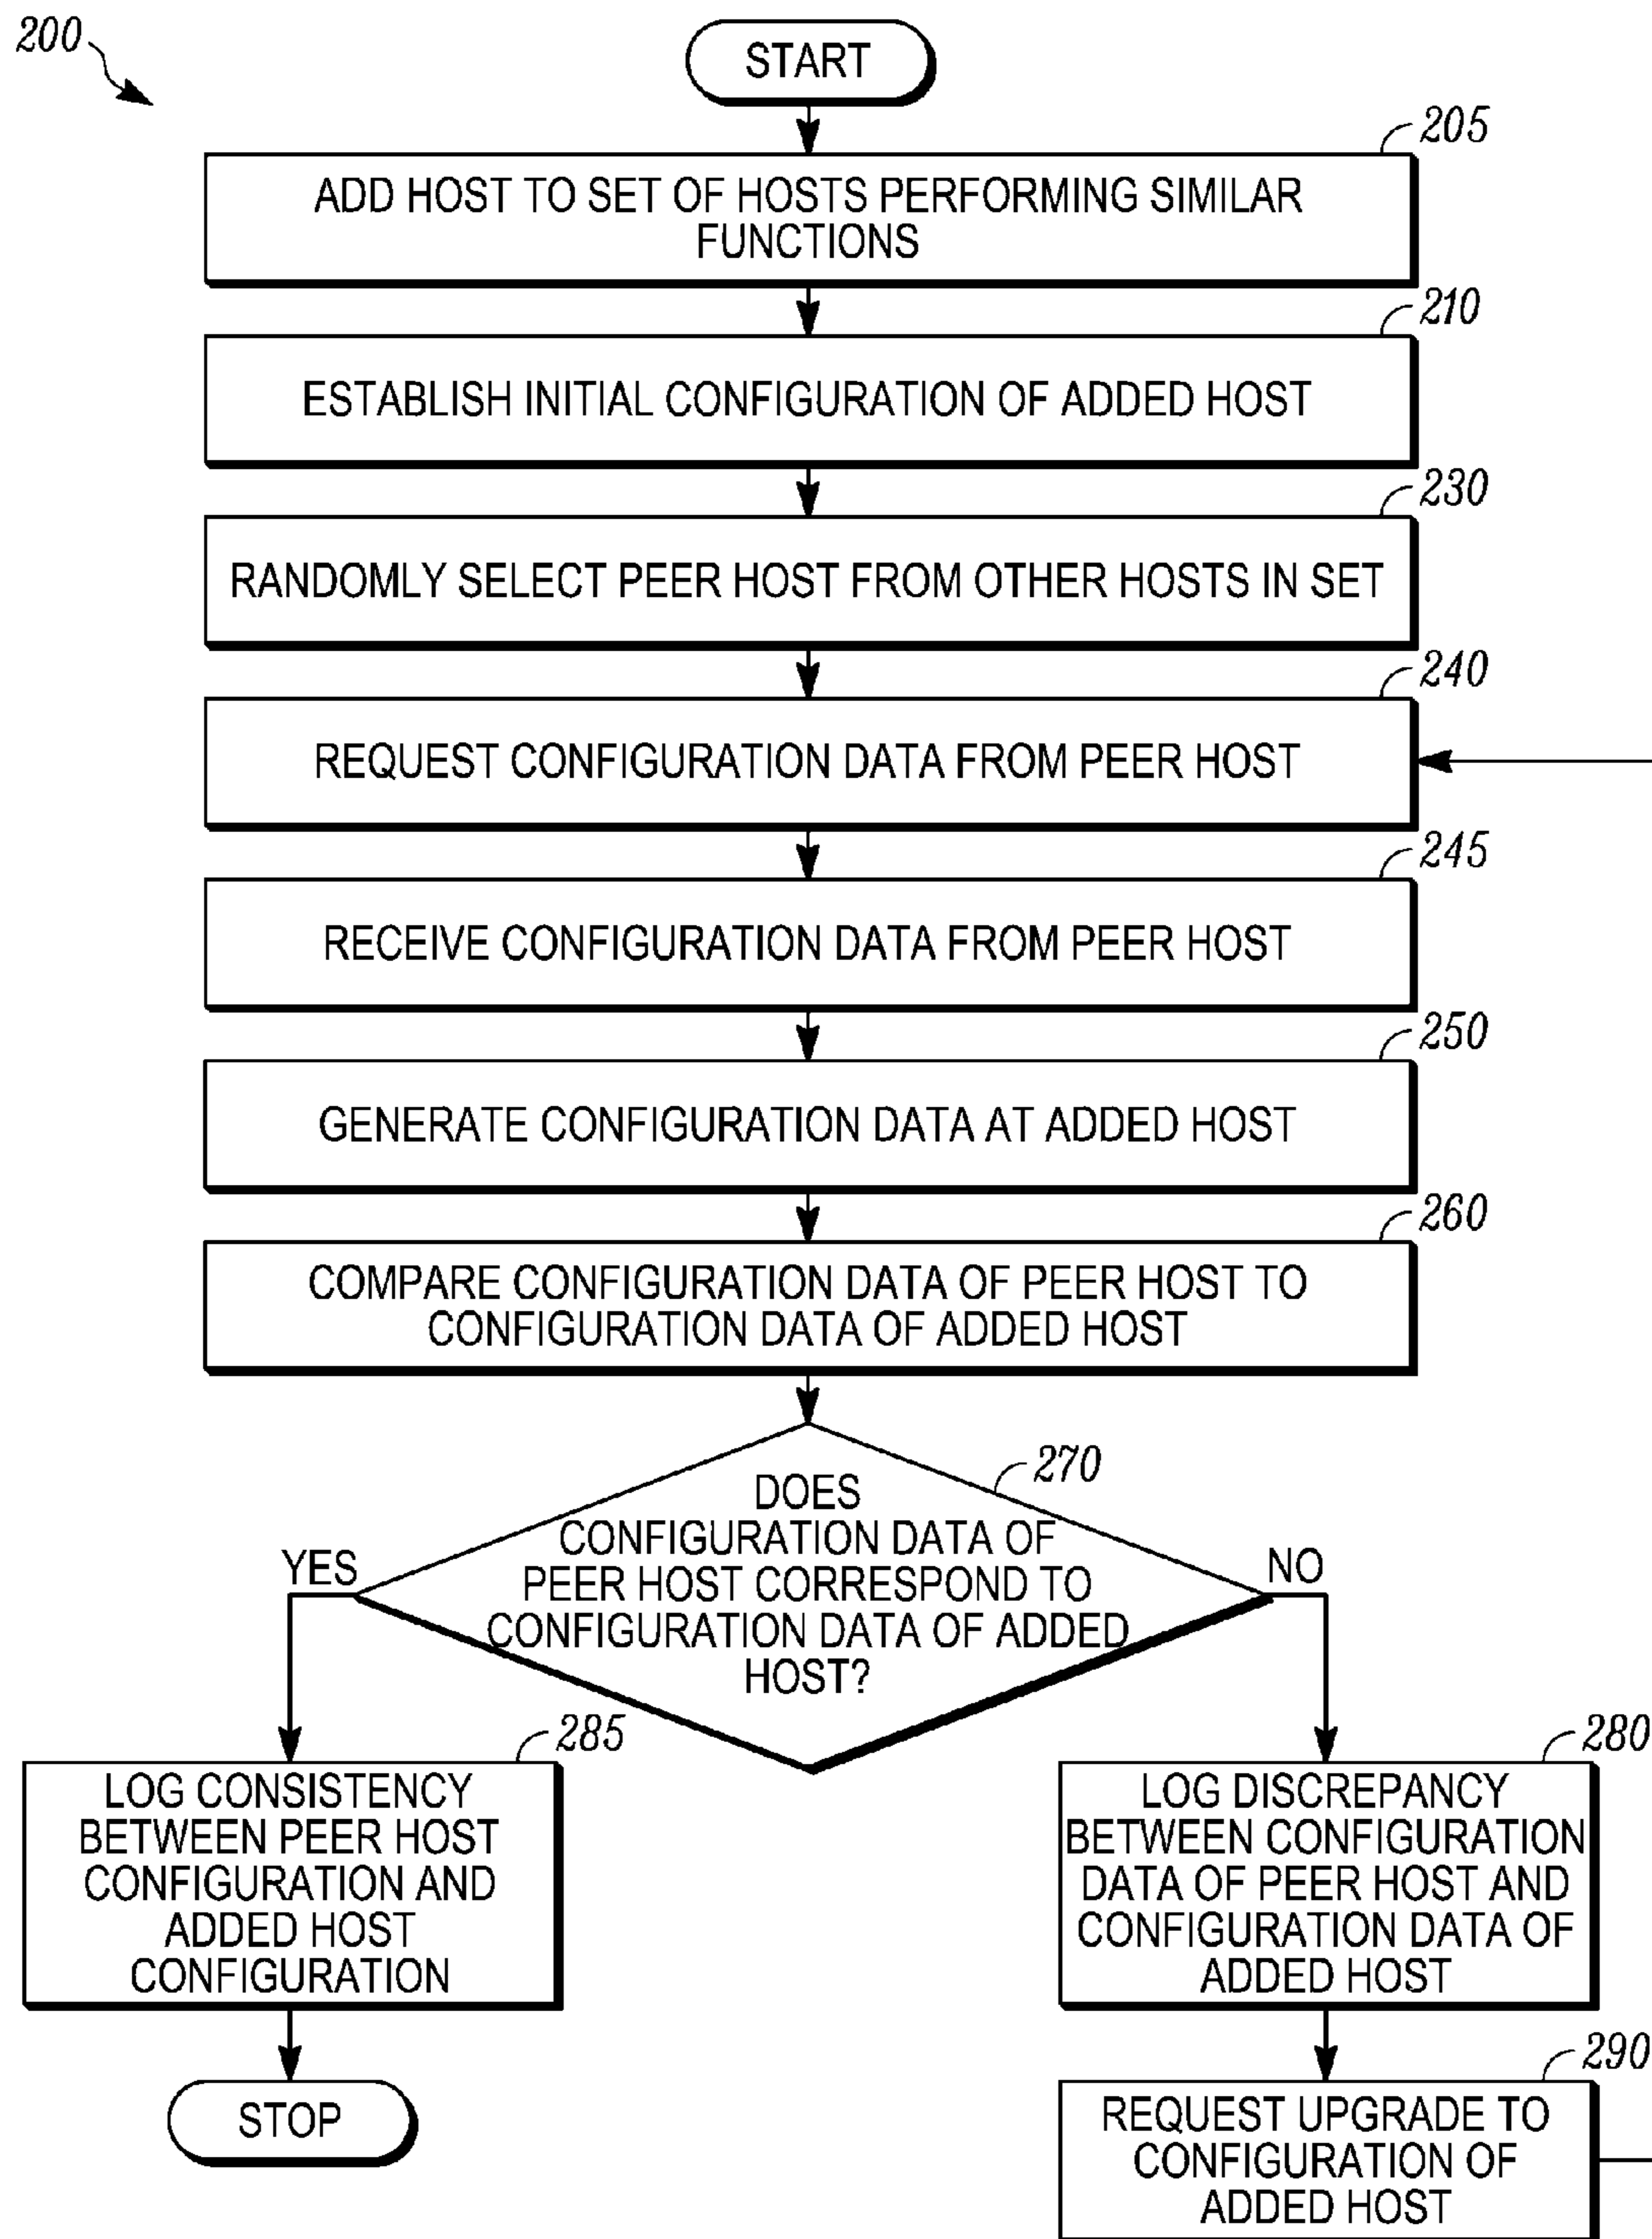 200
START
205
ADD HOST TO SET OF HOSTS PERFORMING SIMILAR
FUNCTIONS
210
ESTABLISH INITIAL CONFIGURATION OF ADDED HOST
230
RANDOMLY SELECT PEER HOST FROM OTHER HOSTS IN SET
240
REQUEST CONFIGURATION DATA FROM PEER HOST
245
RECEIVE CONFIGURATION DATA FROM PEER HOST
250
GENERATE CONFIGURATION DATA AT ADDED HOST
260
COMPARE CONFIGURATION DATA OF PEER HOST TO
CONFIGURATION DATA OF ADDED HOST
270
DOES
CONFIGURATION DATA OF
PEER HOST CORRESPOND TO
CONFIGURATION DATA OF ADDED
HOST?
YES
NO
285
LOG CONSISTENCY
BETWEEN PEER HOST
CONFIGURATION AND
ADDED HOST
CONFIGURATION
STOP
280
LOG DISCREPANCY
BETWEEN CONFIGURATION
DATA OF PEER HOST AND
CONFIGURATION DATA OF
ADDED HOST
290
REQUEST UPGRADE TO
CONFIGURATION OF
ADDED HOST